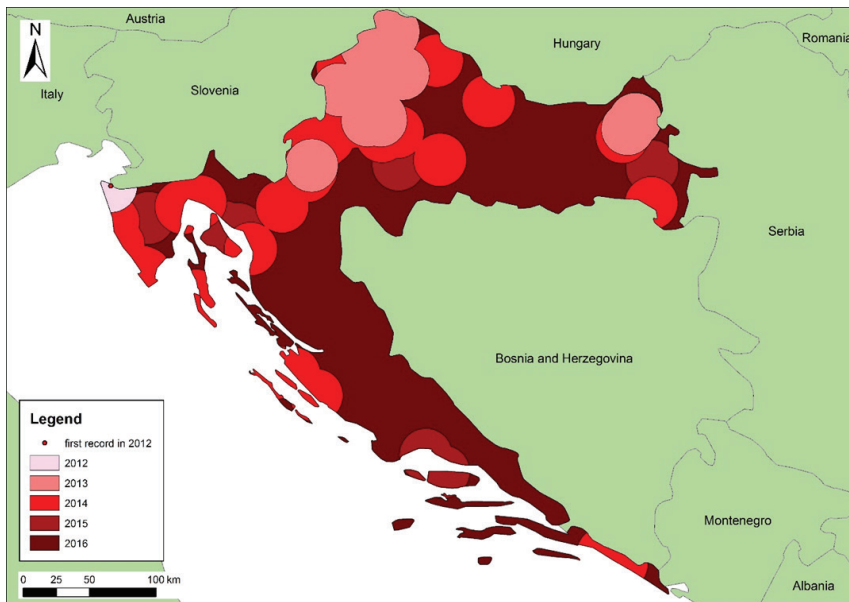 Austria
N
Hungary
Romania
Italy
Slovenia
Serbia
Bosnia and Herzegovina
Legend
first record in 2012
2012
2013
2014
2015
2016
Montenegro
0 25 50 100 km
Albania